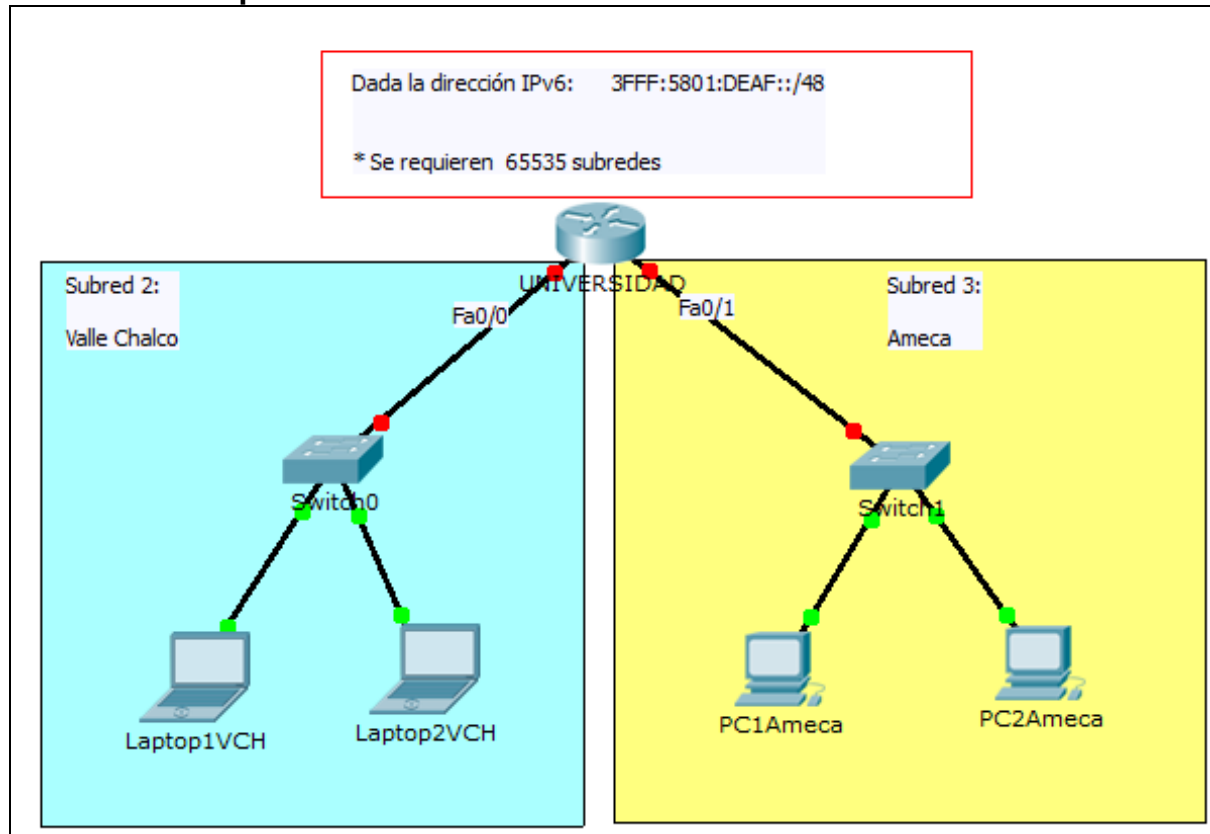 Dada la dirección IPv6: 3FFF:5801:DEAF::/48
* Se requieren 65535 subredes
UNIVERSIDAD
Subred 2:
Valle Chalco
Fa0/0
Fa0/1
Subred 3:
Ameca
Switch0
Switch1
Laptop1VCH
Laptop2VCH
PC1Ameca
PC2Ameca